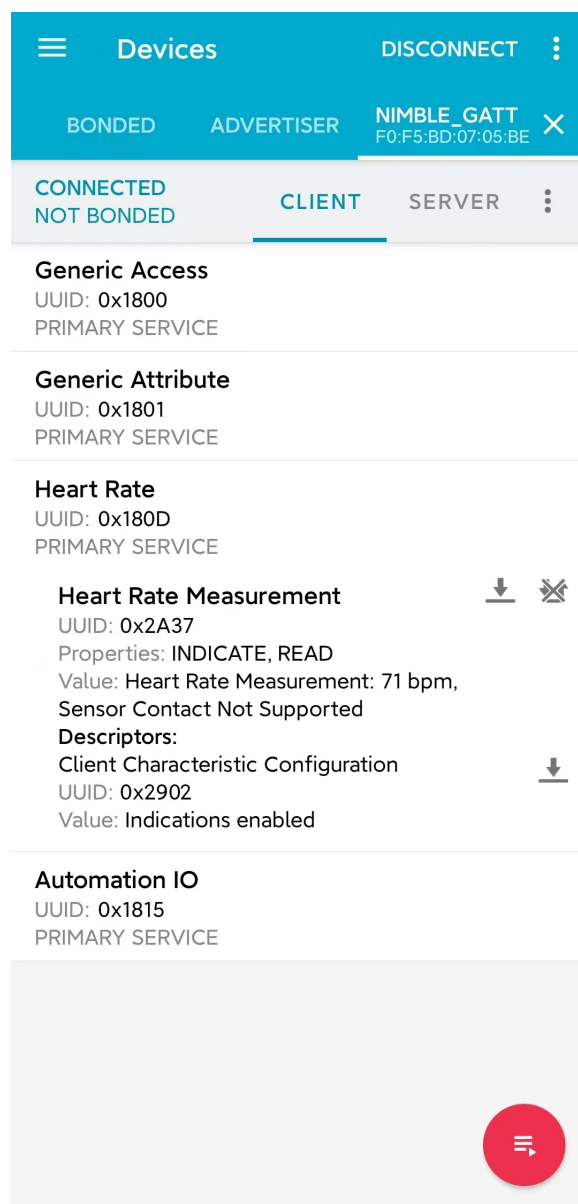 Devices
DISCONNECT
BONDED
ADVERTISER
NIMBLE_GATT
F0:F5:BD:07:05:BE
CONNECTED
NOT BONDED
CLIENT
SERVER
Generic Access
UUID: 0x1800
PRIMARY SERVICE
Generic Attribute
UUID: 0x1801
PRIMARY SERVICE
Heart Rate
UUID: 0x180D
PRIMARY SERVICE
Heart Rate Measurement
UUID: 0x2A37
Properties: INDICATE, READ
Value: Heart Rate Measurement: 71 bpm,
Sensor Contact Not Supported
Descriptors:
Client Characteristic Configuration
UUID: 0x2902
Value: Indications enabled
Automation IO
UUID: 0x1815
PRIMARY SERVICE